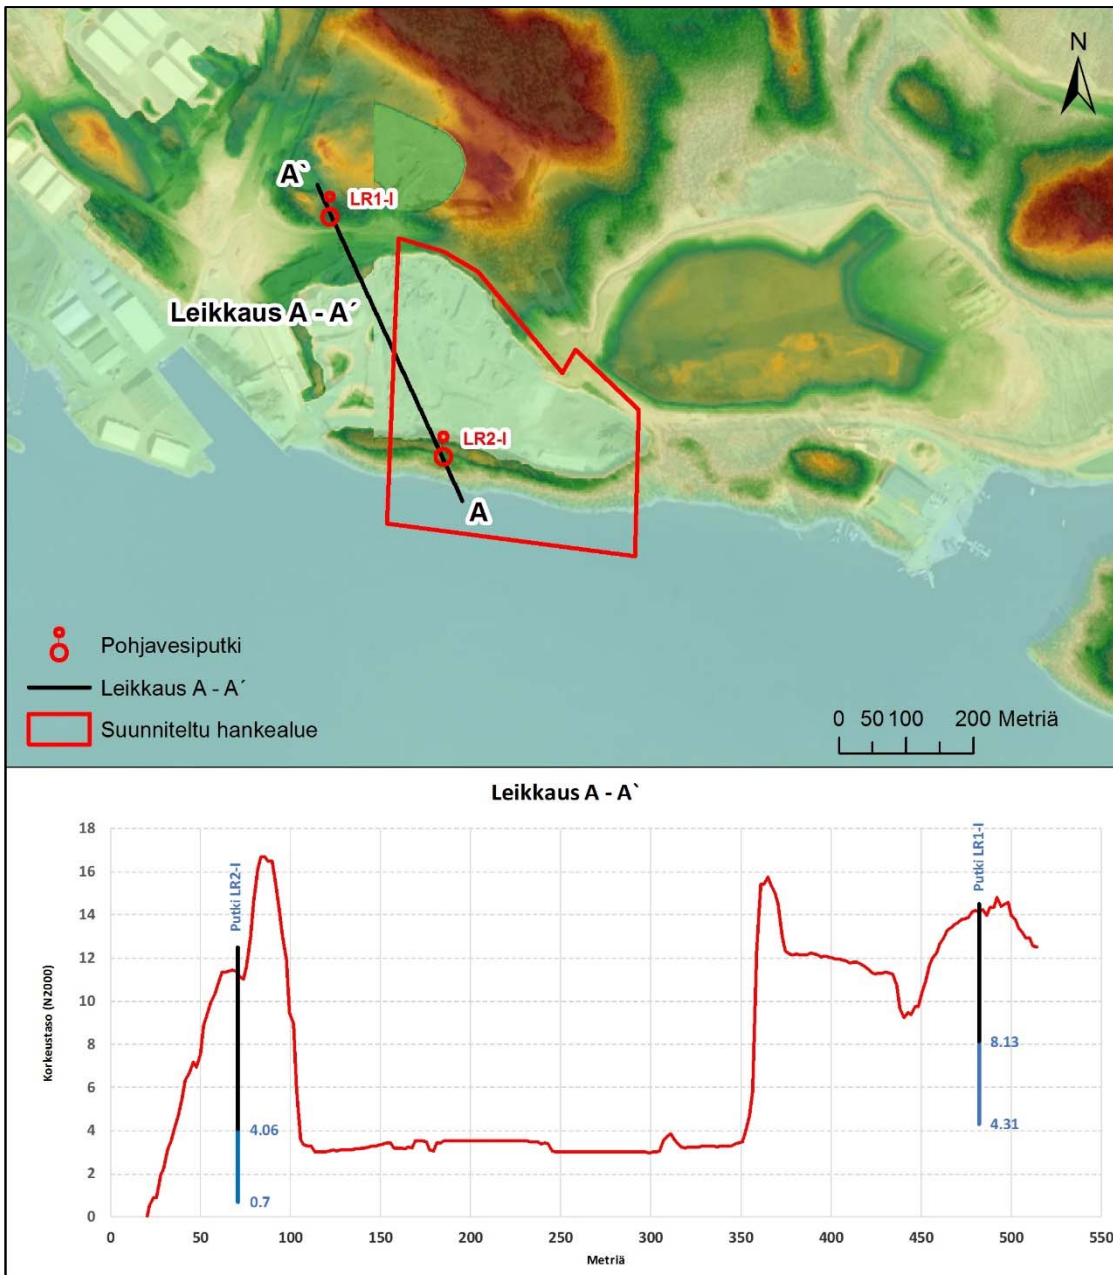 N
A`
LR1-I
Leikkaus A - A´
LR2-I
A
Pohjavesiputki
Leikkaus A - A´
Suunniteltu hankealue
0 50 100 200 Metriä
Leikkaus A - A`
18
16
14
12
10
8
6
4
2
0
Korkeustaso (N2000)
Putki LR2-I
4.06
0.7
Putki LR1-I
8.13
4.31
0 50 100 150 200 250 300 350 400 450 500 550
Metriä